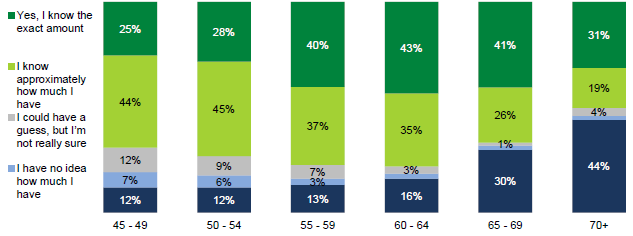 Yes, I know the
exact amount
I know
approximately
how much I
have
I could have a
guess, but I'm
not really sure
I have no idea
how much I
have
25% 28% 40% 43% 41% 31%
44% 45% 37% 35% 26% 19%
12% 9% 7% 3% 1% 4%
7% 6% 3%
12% 12% 13% 16% 30% 44%
45 - 49 50 - 54 55 - 59 60 - 64 65 - 69 70+